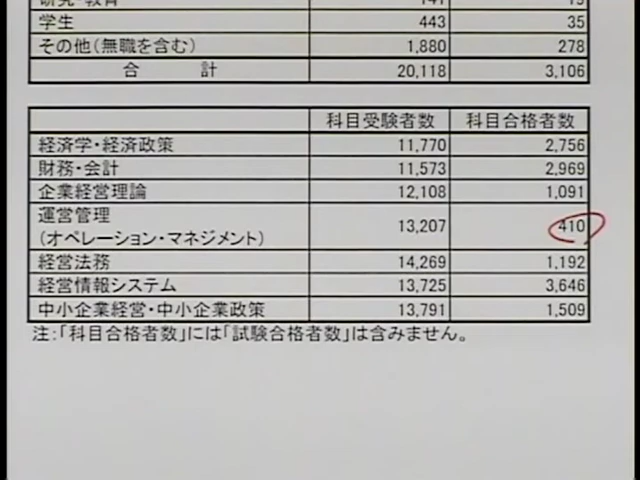 学生 443 35
その他(無職を含む) 1,880 278
合 計 20,118 3,106
科目受験者数 科目合格者数
経済学・経済政策 11,770 2,756
財務・会計 11,573 2,969
企業経営理論 12,108 1,091
運営管理
(オペレーション・マネジメント) 13,207 410
経営法務 14,269 1,192
経営情報システム 13,725 3,646
中小企業経営・中小企業政策 13,791 1,509
注:「科目合格者数」には「試験合格者数」は含みません。